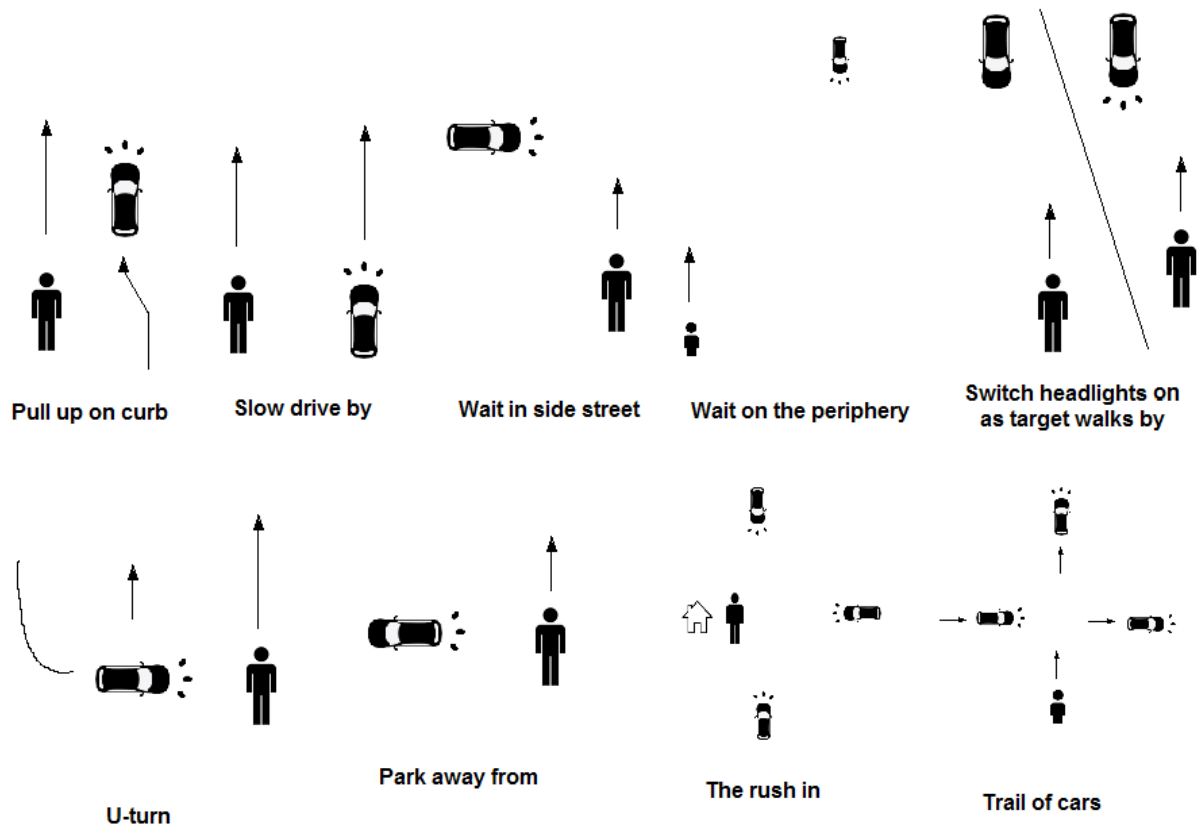 Pull up on curb
Slow drive by
Wait in side street
Wait on the periphery
Switch headlights on
as target walks by
U-turn
Park away from
The rush in
Trail of cars